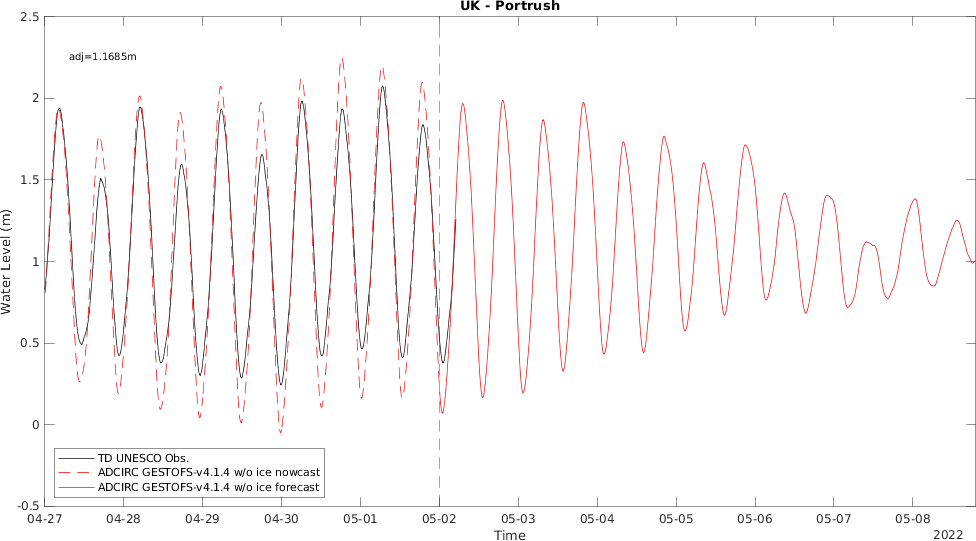 UK - Portrush
adj=1.1685m
Water Level (m)
2.5
2
1.5
1
0.5
0
-0.5
TD UNESCO Obs.
ADCIRC GESTOFS-v4.1.4 w/o ice nowcast
ADCIRC GESTOFS-v4.1.4 w/o ice forecast
04-27 04-28 04-29 04-30 05-01 05-02 05-03 05-04 05-05 05-06 05-07 05-08
Time
2022